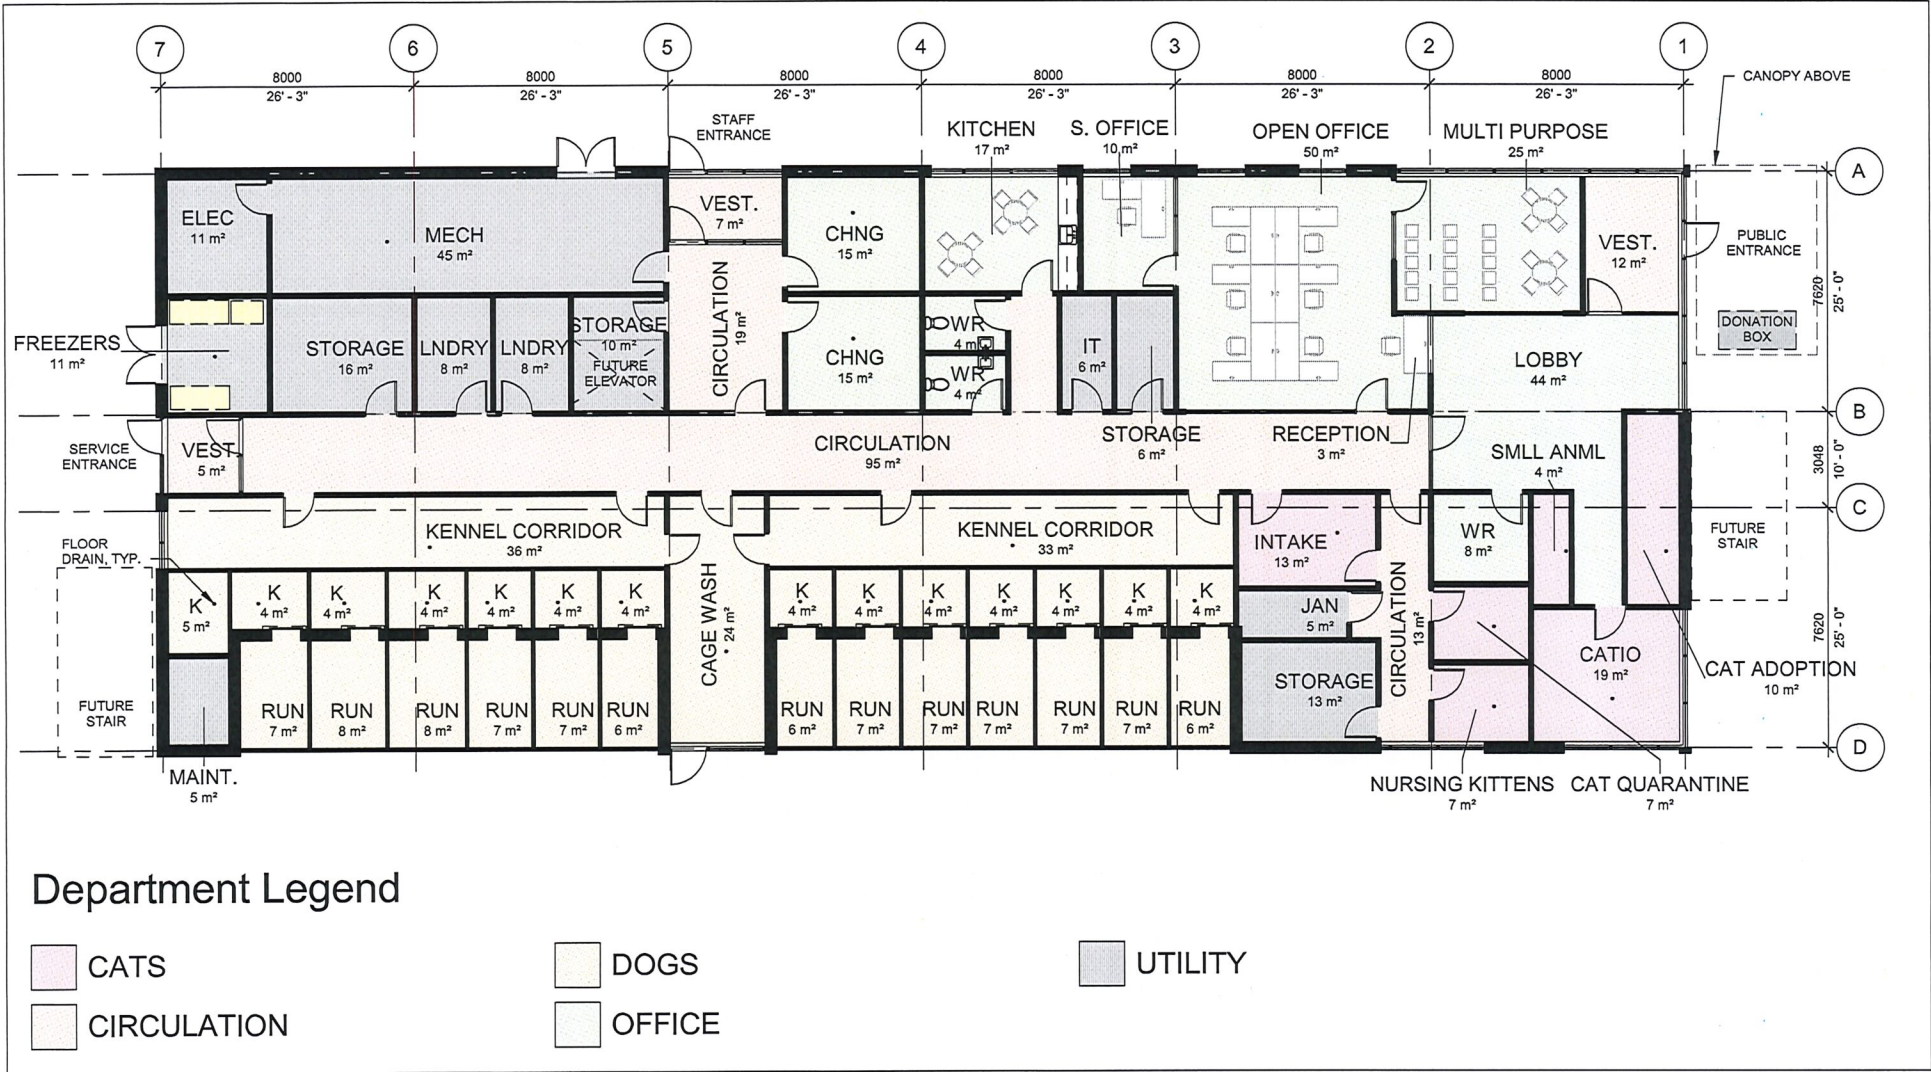 7 6 5 4 3 2 1
8000 8000 8000 8000 8000 8000
26' - 3" 26' - 3" 26' - 3" 26' - 3" 26' - 3" 26' - 3"
CANOPY ABOVE
STAFF
ENTRANCE
KITCHEN
17 m²
S. OFFICE
10 m²
OPEN OFFICE
50 m²
MULTI PURPOSE
25 m²
A
ELEC
11 m²
MECH
45 m²
VEST.
7 m²
CHNG
15 m²
VEST.
12 m²
PUBLIC
ENTRANCE
7620
25' - 0"
DONATION
BOX
FREEZERS
11 m²
STORAGE
16 m²
LNDRY
8 m²
LNDRY
8 m²
STORAGE
10 m²
FUTURE
ELEVATOR
CIRCULATION
19 m²
CHNG
15 m²
WR
4 m²
WR
4 m²
IT
6 m²
LOBBY
44 m²
B
SERVICE
ENTRANCE
VEST.
5 m²
CIRCULATION
95 m²
STORAGE
6 m²
RECEPTION
3 m²
SMLL ANML
4 m²
3048
10' - 0"
C
FLOOR
DRAIN, TYP.
KENNEL CORRIDOR
36 m²
KENNEL CORRIDOR
33 m²
INTAKE
13 m²
WR
8 m²
FUTURE
STAIR
K
5 m²
K K K K K K
4 m² 4 m² 4 m² 4 m² 4 m² 4 m²
CAGE WASH
24 m²
K K K K K K K
4 m² 4 m² 4 m² 4 m² 4 m² 4 m² 4 m²
JAN
5 m²
CIRCULATION
13 m²
7620
25' - 0"
CATIO
19 m²
CAT ADOPTION
10 m²
STORAGE
13 m²
FUTURE
STAIR
RUN RUN RUN RUN RUN RUN
7 m² 8 m² 8 m² 7 m² 7 m² 6 m²
RUN RUN RUN RUN RUN RUN RUN
6 m² 7 m² 7 m² 7 m² 7 m² 7 m² 6 m²
D
MAINT.
5 m²
NURSING KITTENS
7 m²
CAT QUARANTINE
7 m²
Department Legend
CATS
DOGS
UTILITY
CIRCULATION
OFFICE